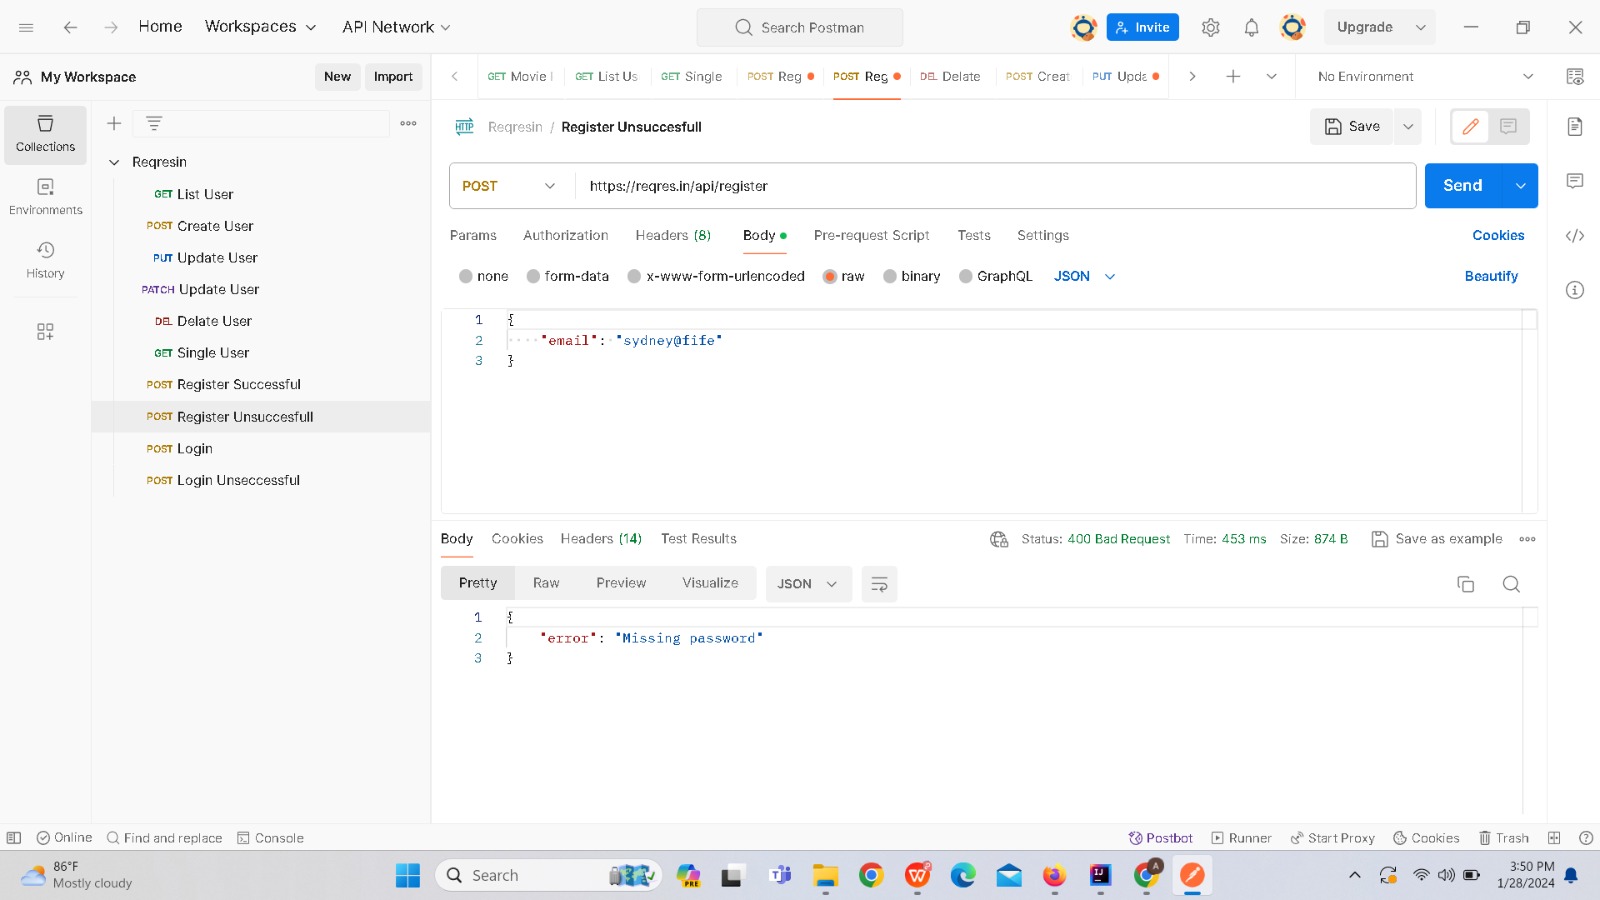 Home Workspaces API Network Search Postman Invite Upgrade
My Workspace New Import
GET Movie GET List Us GET Single POST Reg POST Reg DEL Delete POST Creat PUT Upda No Environment
Collections
Environments
History
Reqresin
GET List User
POST Create User
PUT Update User
PATCH Update User
DEL Delate User
GET Single User
POST Register Successful
POST Register Unsuccesfull
POST Login
POST Login Unseccessful
HTTP Reqresin / Register Unsuccesfull Save
POST https://reqres.in/api/register Send
Params Authorization Headers (8) Body Pre-request Script Tests Settings Cookies
none form-data x-www-form-urlencoded raw binary GraphQL JSON Beautify
1 {
2 "email": "sydney@fife"
3 }
Body Cookies Headers (14) Test Results Status: 400 Bad Request Time: 453 ms Size: 874 B Save as example
Pretty Raw Preview Visualize JSON
1 {
2 "error": "Missing password"
3 }
Online Find and replace Console Postbot Runner Start Proxy Cookies Trash
86°F
Mostly cloudy
Search
PRE
3:50 PM
1/28/2024